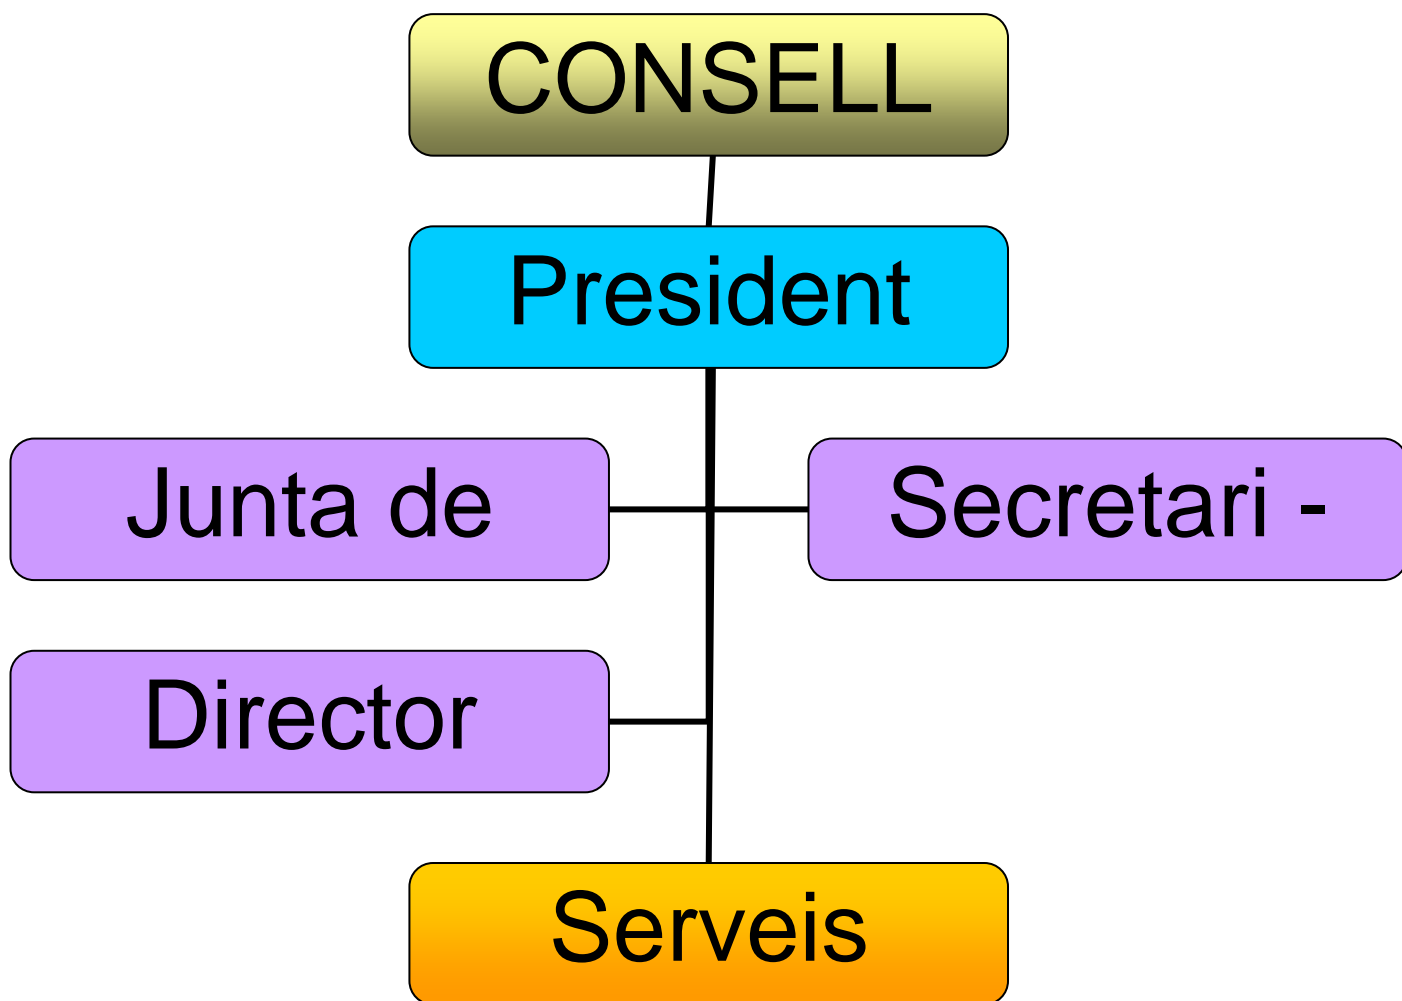 CONSELL
President
Junta de
Secretari -
Director
Serveis